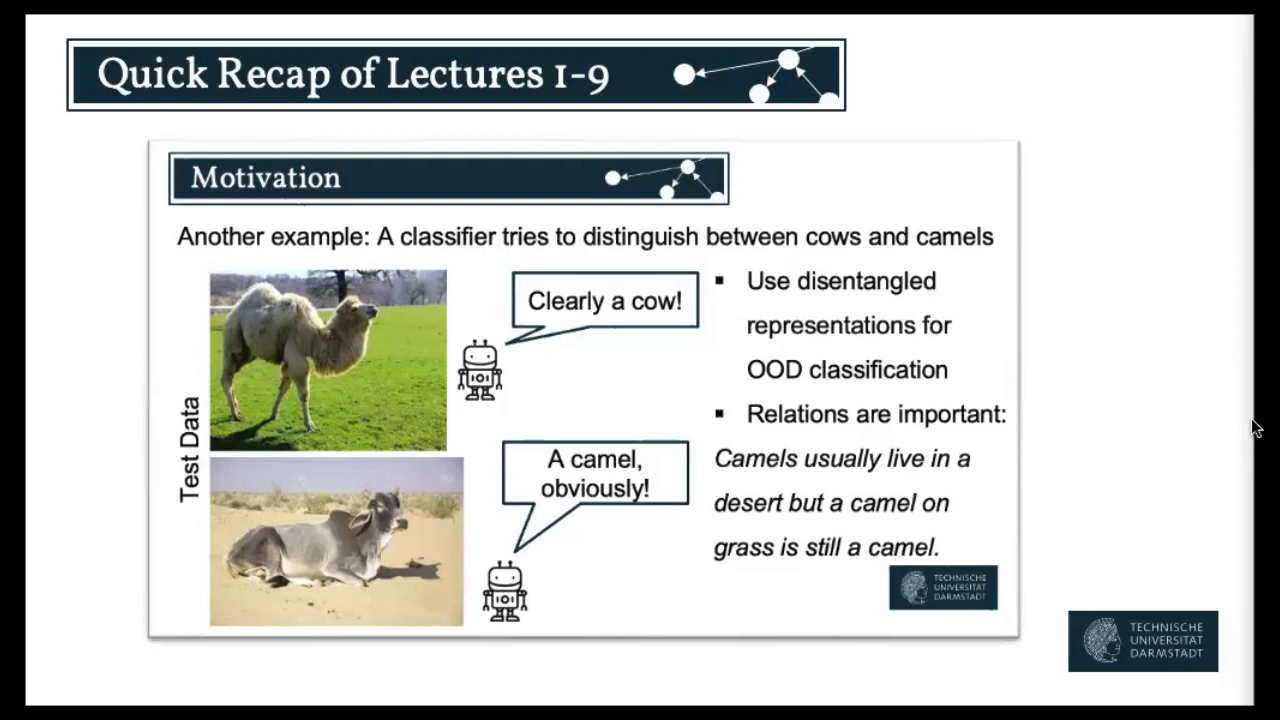 Quick Recap of Lectures 1-9
Motivation
Another example: A classifier tries to distinguish between cows and camels
Test Data
Clearly a cow!
A camel,
obviously!
▪ Use disentangled
representations for
OOD classification
▪ Relations are important:
Camels usually live in a
desert but a camel on
grass is still a camel.
TECHNISCHE
UNIVERSITÄT
DARMSTADT
TECHNISCHE
UNIVERSITÄT
DARMSTADT